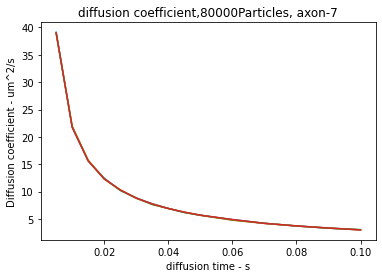 diffusion coefficient,80000Particles, axon-7
Diffusion coefficient - um^2/s
40
35
30
25
20
15
10
5
0.02 0.04 0.06 0.08 0.10
diffusion time - s